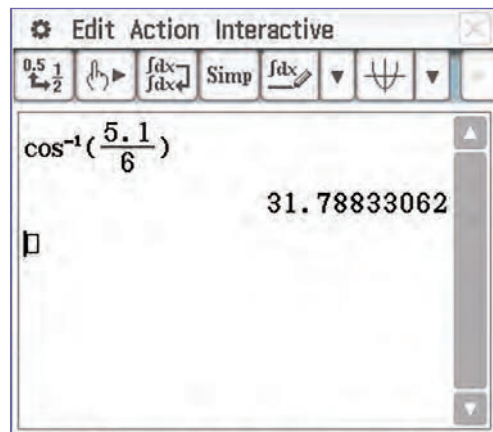 Edit Action Interactive
0.5 1 2 ∫dx ∫dx Simp ∫dx
cos⁻¹(5.1/6)
31.78833062